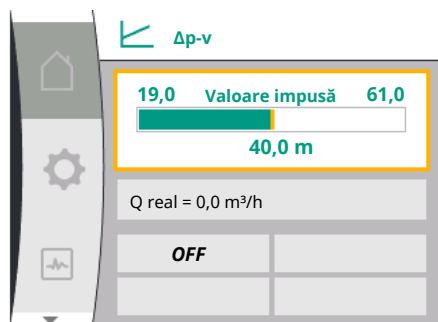 Δp-v
19,0 Valoare impusă 61,0
40,0 m
Q real = 0,0 m³/h
OFF